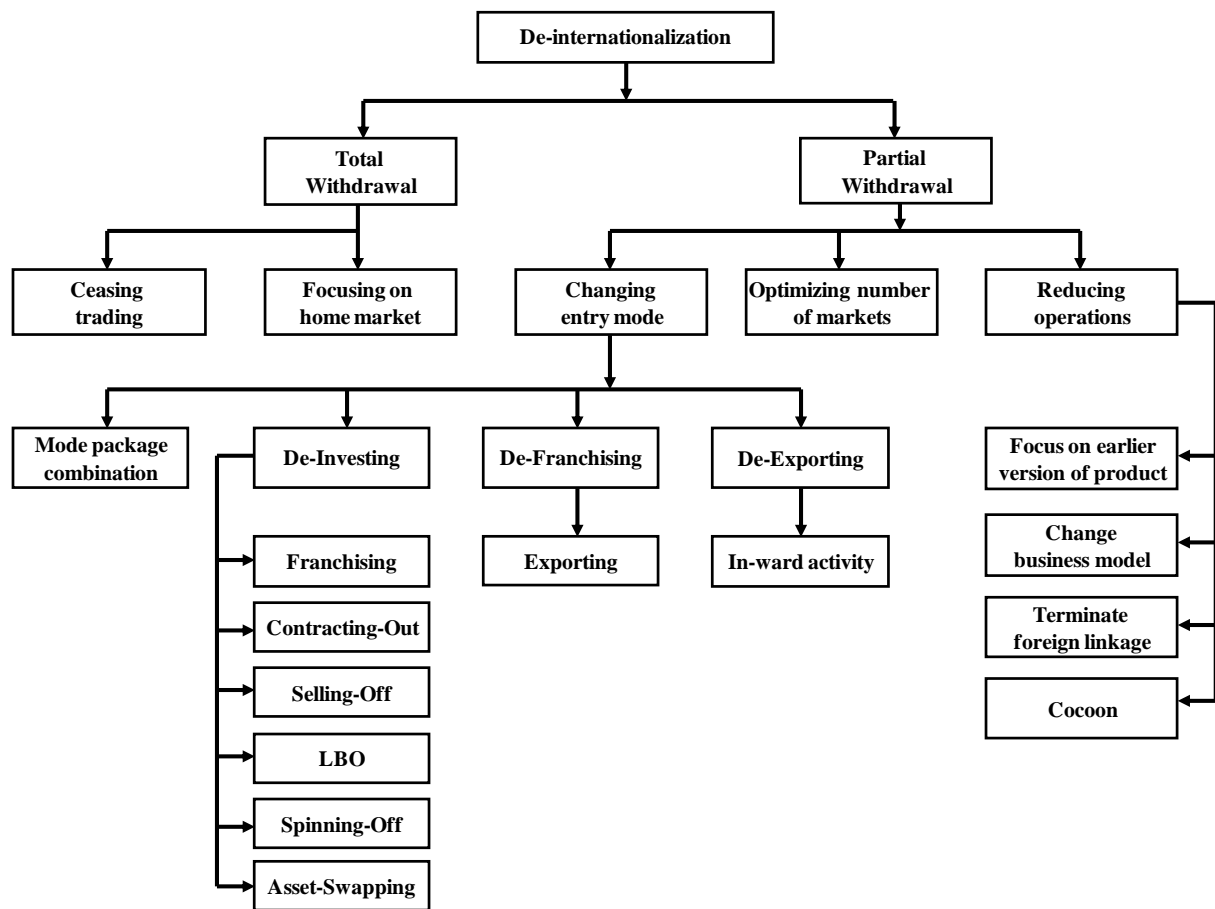 De-internationalization
Total
Withdrawal
Partial
Withdrawal
Ceasing
trading
Focusing on
home market
Changing
entry mode
Optimizing number
of markets
Reducing
operations
Mode package
combination
De-Investing
De-Franchising
De-Exporting
Focus on earlier
version of product
Franchising
Exporting
In-ward activity
Change
business model
Contracting-Out
Terminate
foreign linkage
Selling-Off
Cocoon
LBO
Spinning-Off
Asset-Swapping